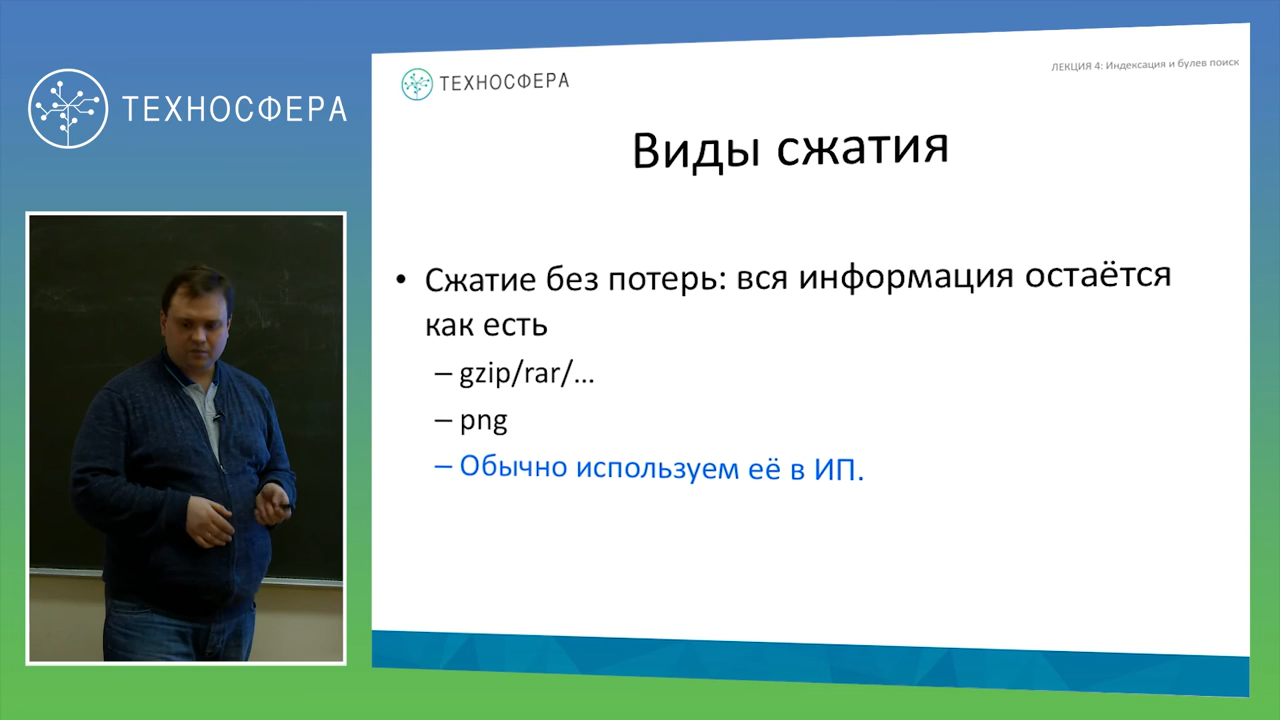 ТЕХНОСФЕРА
ТЕХНОСФЕРА
ЛЕКЦИЯ 4: Индексация и булев поиск
Виды сжатия
• Сжатие без потерь: вся информация остаётся
как есть
– gzip/rar/...
– png
– Обычно используем её в ИП.